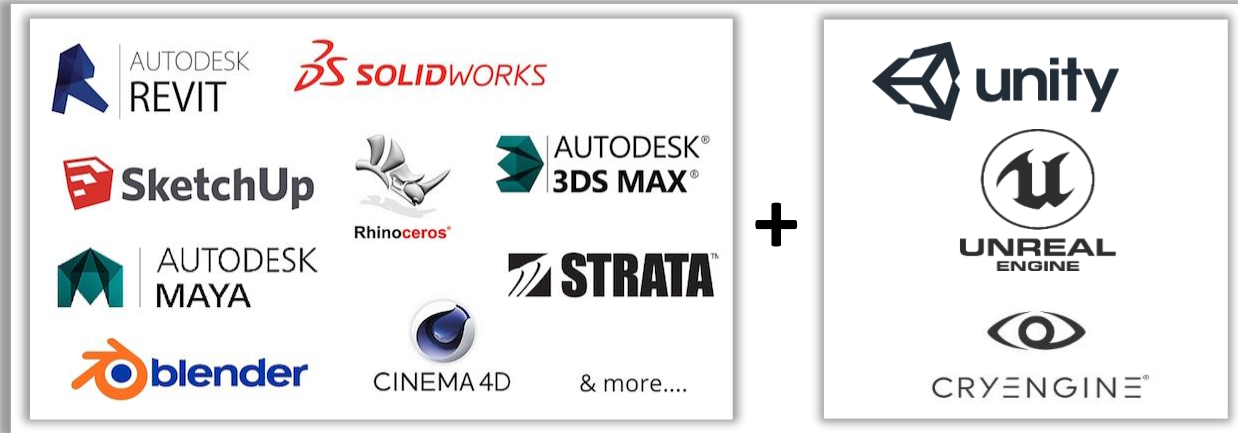 AUTODESK
REVIT
3S SOLIDWORKS
SketchUp
Rhinoceros®
AUTODESK®
3DS MAX®
AUTODESK
MAYA
STRATA™
blender
CINEMA 4D
& more....
+
unity
UNREAL
ENGINE
CRYENGINE®